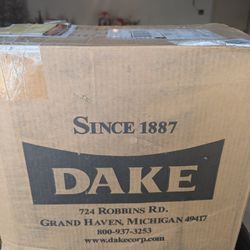 SINCE 1887
DAKE
724 ROBBINS RD.
GRAND HAVEN, MICHIGAN 49417
800-937-3253
www.dakecorp.com